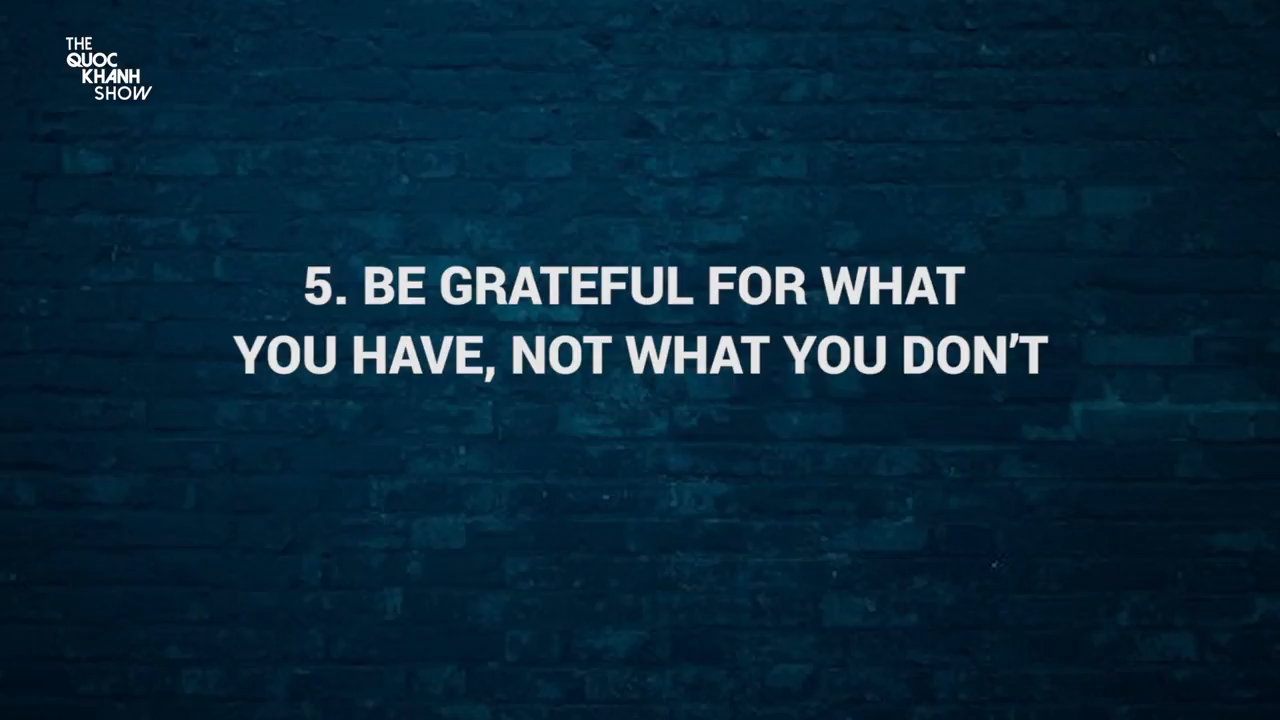 THE
QUOC
KHANH
SHOW
5. BE GRATEFUL FOR WHAT
YOU HAVE, NOT WHAT YOU DON'T